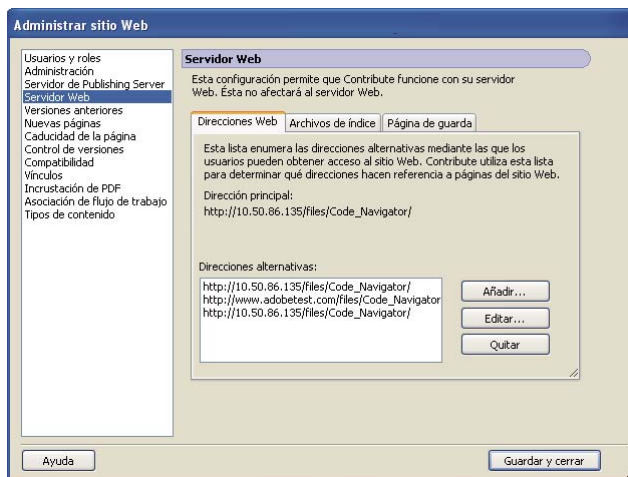 Administrar sitio Web
Usuarios y roles
Administración
Servidor de Publishing Server
Servidor Web
Versiones anteriores
Nuevas páginas
Caducidad de la página
Control de versiones
Compatibilidad
Vínculos
Incrustación de PDF
Asociación de flujo de trabajo
Tipos de contenido
Servidor Web
Esta configuración permite que Contribute funcione con su servidor
Web. Ésta no afectará al servidor Web.
Direcciones Web
Archivos de índice
Página de guarda
Esta lista enumera las direcciones alternativas mediante las que los
usuarios pueden obtener acceso al sitio Web. Contribute utiliza esta lista
para determinar qué direcciones hacen referencia a páginas del sitio Web.
Dirección principal:
http://10.50.86.135/files/Code_Navigator/
Direcciones alternativas:
http://10.50.86.135/files/Code_Navigator/
http://www.adobetest.com/files/Code_Navigator
http://10.50.86.135/files/Code_Navigator/
Añadir...
Editar...
Quitar
Ayuda
Guardar y cerrar